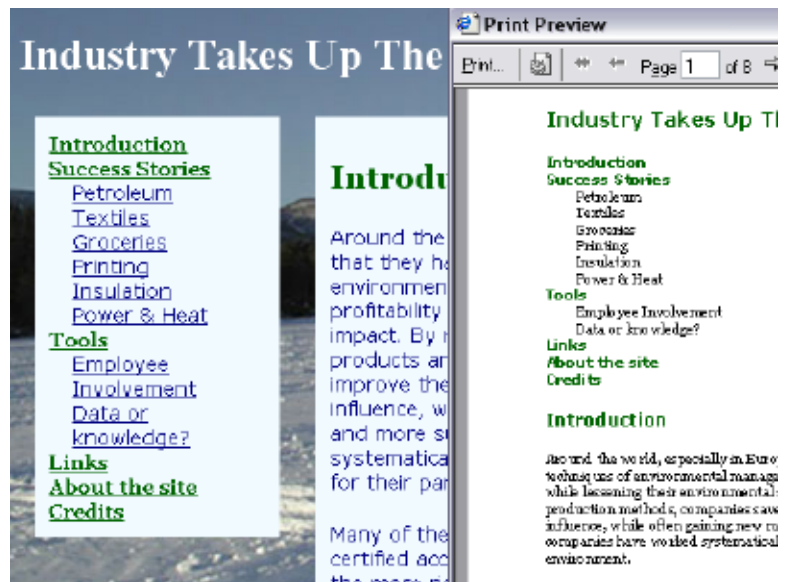 Industry Takes Up The
Introduction
Success Stories
Petroleum
Textiles
Groceries
Printing
Insulation
Power & Heat
Tools
Employee
Involvement
Data or
knowledge?
Links
About the site
Credits
Introdu
Around the
that they ha
environmen
profitability
impact. By
products an
improve the
influence, w
and more su
systematica
for their par
Many of the
certified acc
Print Preview
Print... Page 1 of 8
Industry Takes Up Th
Introduction
Success Stories
Petroleum
Textiles
Groceries
Printing
Insulation
Power & Heat
Tools
Employee Involvement
Data or knowledge?
Links
About the site
Credits
Introduction
Around the world, especially in Euro
techniques of environmental manage
while lessening their environmental
production methods, companies save
influence, while often gaining new
companies have worked systematical
environment.